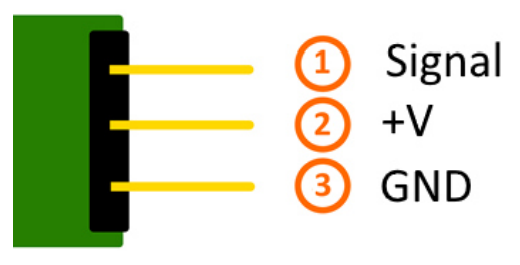 1 Signal
2 +V
3 GND